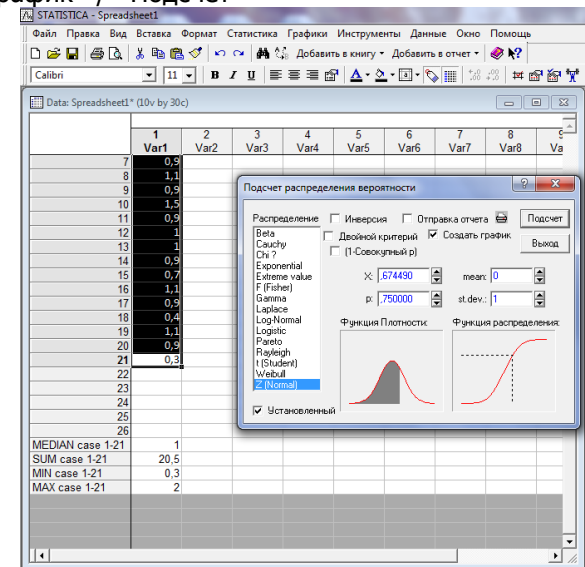 STATISTICA - Spreadsheet1
Файл Правка Вид Вставка Формат Статистика Графики Инструменты Данные Окно Помощь
Добавить в книгу Добавить в отчет
Calibri 11 B I U
Data: Spreadsheet1* (10v by 30c)
1 2 3 4 5 6 7 8
Var1 Var2 Var3 Var4 Var5 Var6 Var7 Var8 Va
7 0,9
8 1,1
9 0,9
10 1,5
11 0,9
12 1
13 1
14 0,9
15 0,7
16 1,1
17 0,9
18 0,4
19 1,1
20 0,9
21 0,3
22
23
24
25
26
MEDIAN case 1-21 1
SUM case 1-21 20,5
MIN case 1-21 0,3
MAX case 1-21 2
Подсчет распределения вероятности
Распределение Инверсия Отправка отчета Подсчет
Двойной критерий Создать график Выход
(1-Совокупный p)
Beta
Cauchy
Chi ?
Exponential
Extreme value
F (Fisher)
Gamma
Laplace
Log-Normal
Logistic
Pareto
Rayleigh
t (Student)
Weibull
Z (Normal)
X: ,674490 mean: 0
p: ,750000 st.dev.: 1
Функция Плотности: Функция распределения:
Установленный